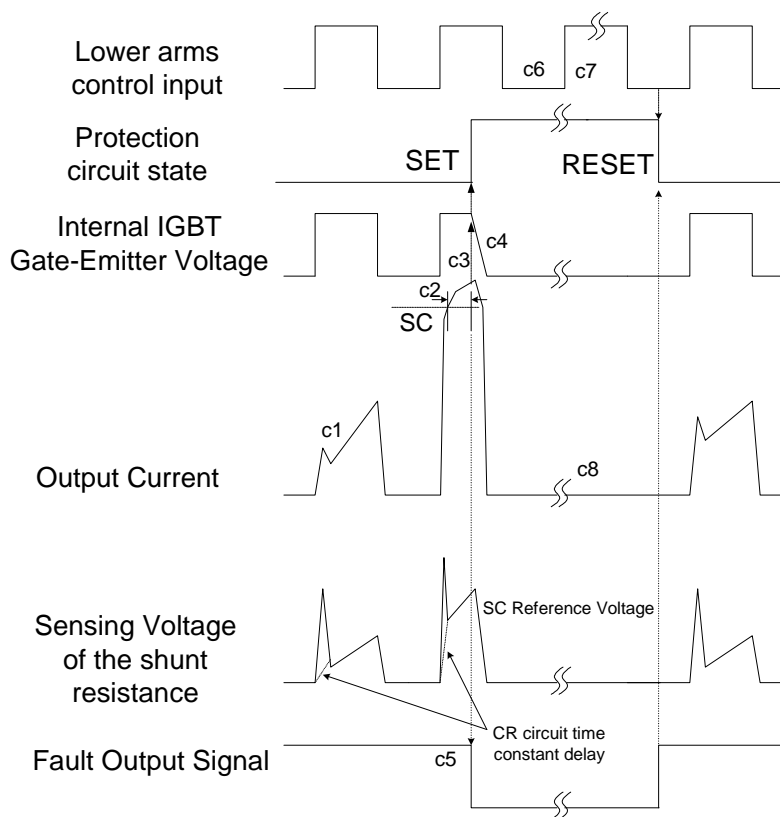 Lower arms
control input
c6
c7
Protection
circuit state
SET
RESET
Internal IGBT
Gate-Emitter Voltage
c4
c3
c2
SC
c1
Output Current
c8
SC Reference Voltage
Sensing Voltage
of the shunt
resistance
CR circuit time
constant delay
Fault Output Signal
c5